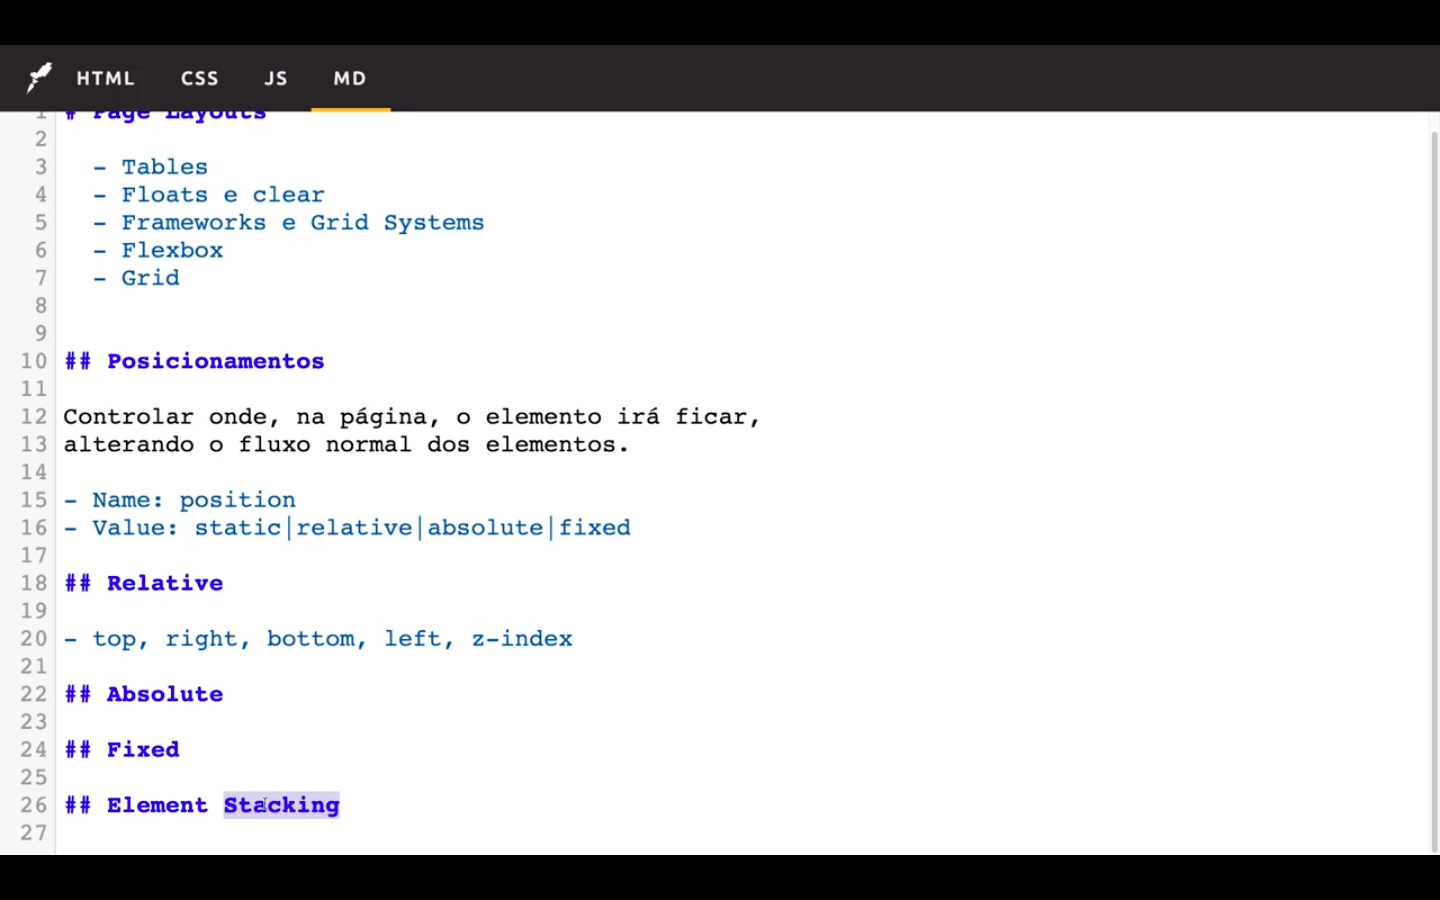 HTML CSS JS MD
1 # Page Layouts
2
3 - Tables
4 - Floats e clear
5 - Frameworks e Grid Systems
6 - Flexbox
7 - Grid
8
9
10 ## Posicionamentos
11
12 Controlar onde, na página, o elemento irá ficar,
13 alterando o fluxo normal dos elementos.
14
15 - Name: position
16 - Value: static|relative|absolute|fixed
17
18 ## Relative
19
20 - top, right, bottom, left, z-index
21
22 ## Absolute
23
24 ## Fixed
25
26 ## Element Stacking
27